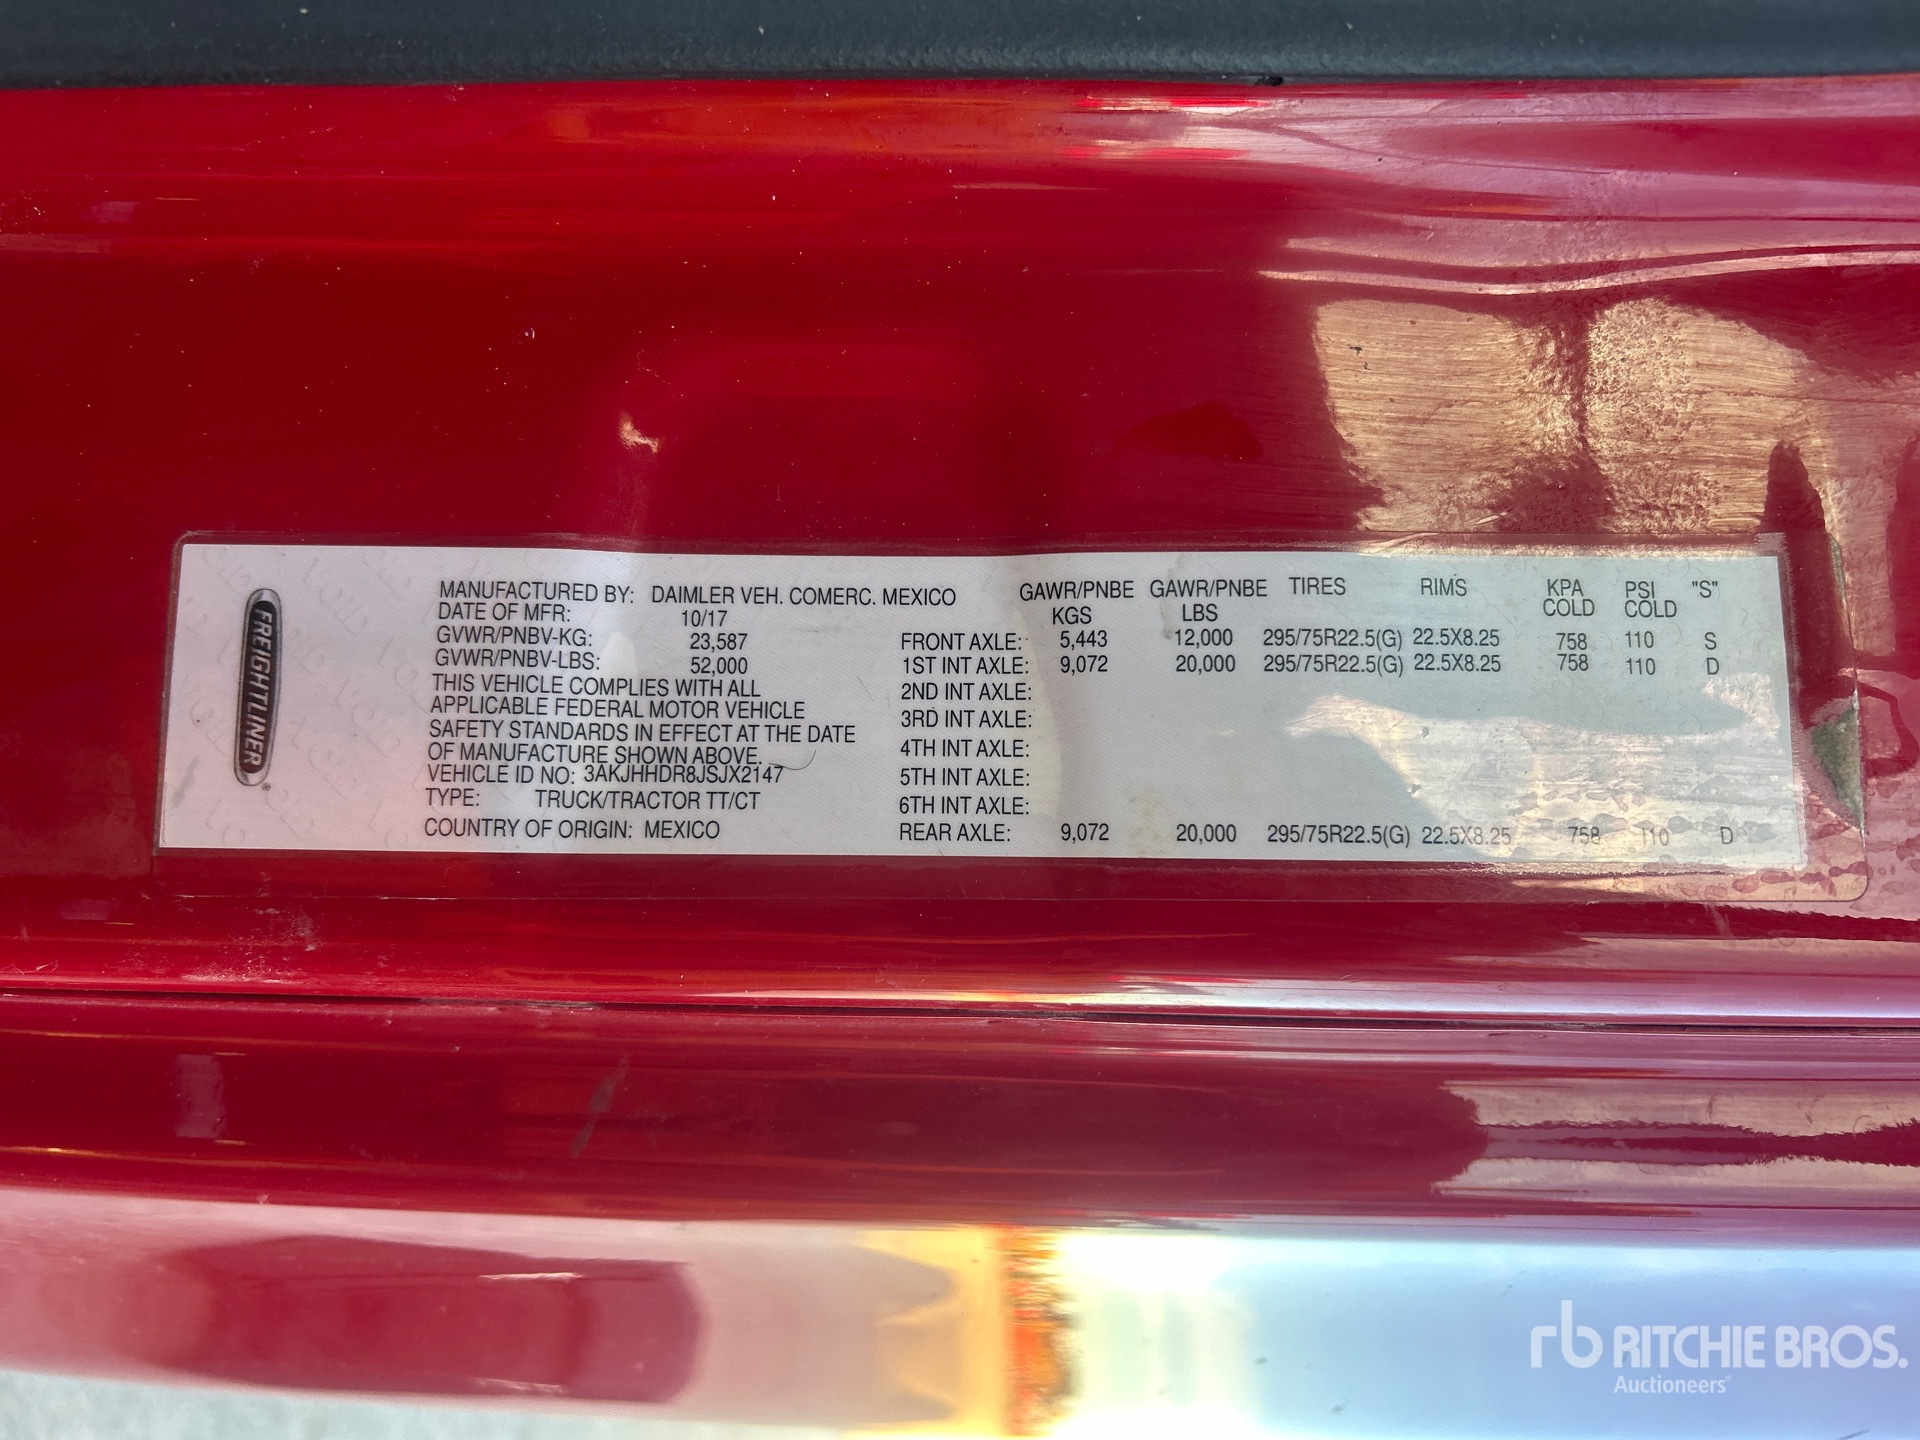 FREIGHTLINER
MANUFACTURED BY: DAIMLER VEH. COMERC. MEXICO
DATE OF MFR: 10/17
GVWR/PNBV-KG: 23,587
GVWR/PNBV-LBS: 52,000
THIS VEHICLE COMPLIES WITH ALL
APPLICABLE FEDERAL MOTOR VEHICLE
SAFETY STANDARDS IN EFFECT AT THE DATE
OF MANUFACTURE SHOWN ABOVE.
VEHICLE ID NO: 3AKJHHDR8JSJX2147
TYPE: TRUCK/TRACTOR TT/CT
COUNTRY OF ORIGIN: MEXICO
GAWR/PNBE GAWR/PNBE TIRES RIMS KPA PSI "S"
KGS LBS COLD COLD
FRONT AXLE: 5,443 12,000 295/75R22.5(G) 22.5X8.25 758 110 S
1ST INT AXLE: 9,072 20,000 295/75R22.5(G) 22.5X8.25 758 110 D
2ND INT AXLE:
3RD INT AXLE:
4TH INT AXLE:
5TH INT AXLE:
6TH INT AXLE:
REAR AXLE: 9,072 20,000 295/75R22.5(G) 22.5X8.25 758 110 D
rb RITCHIE BROS.
Auctioneers